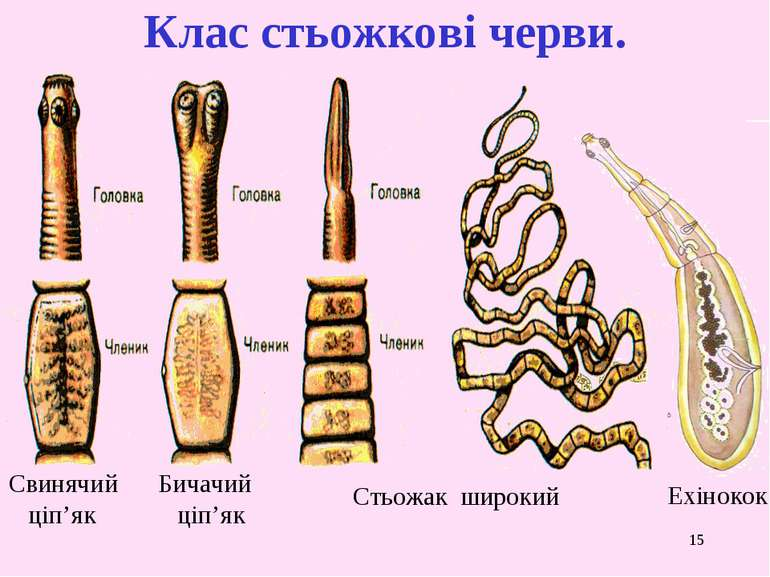 Клас стьожкові черви.
Головка
Головка
Головка
Членик
Членик
Членик
Свинячий
ціп’як
Бичачий
ціп’як
Стьожак широкий
Ехінокок
15